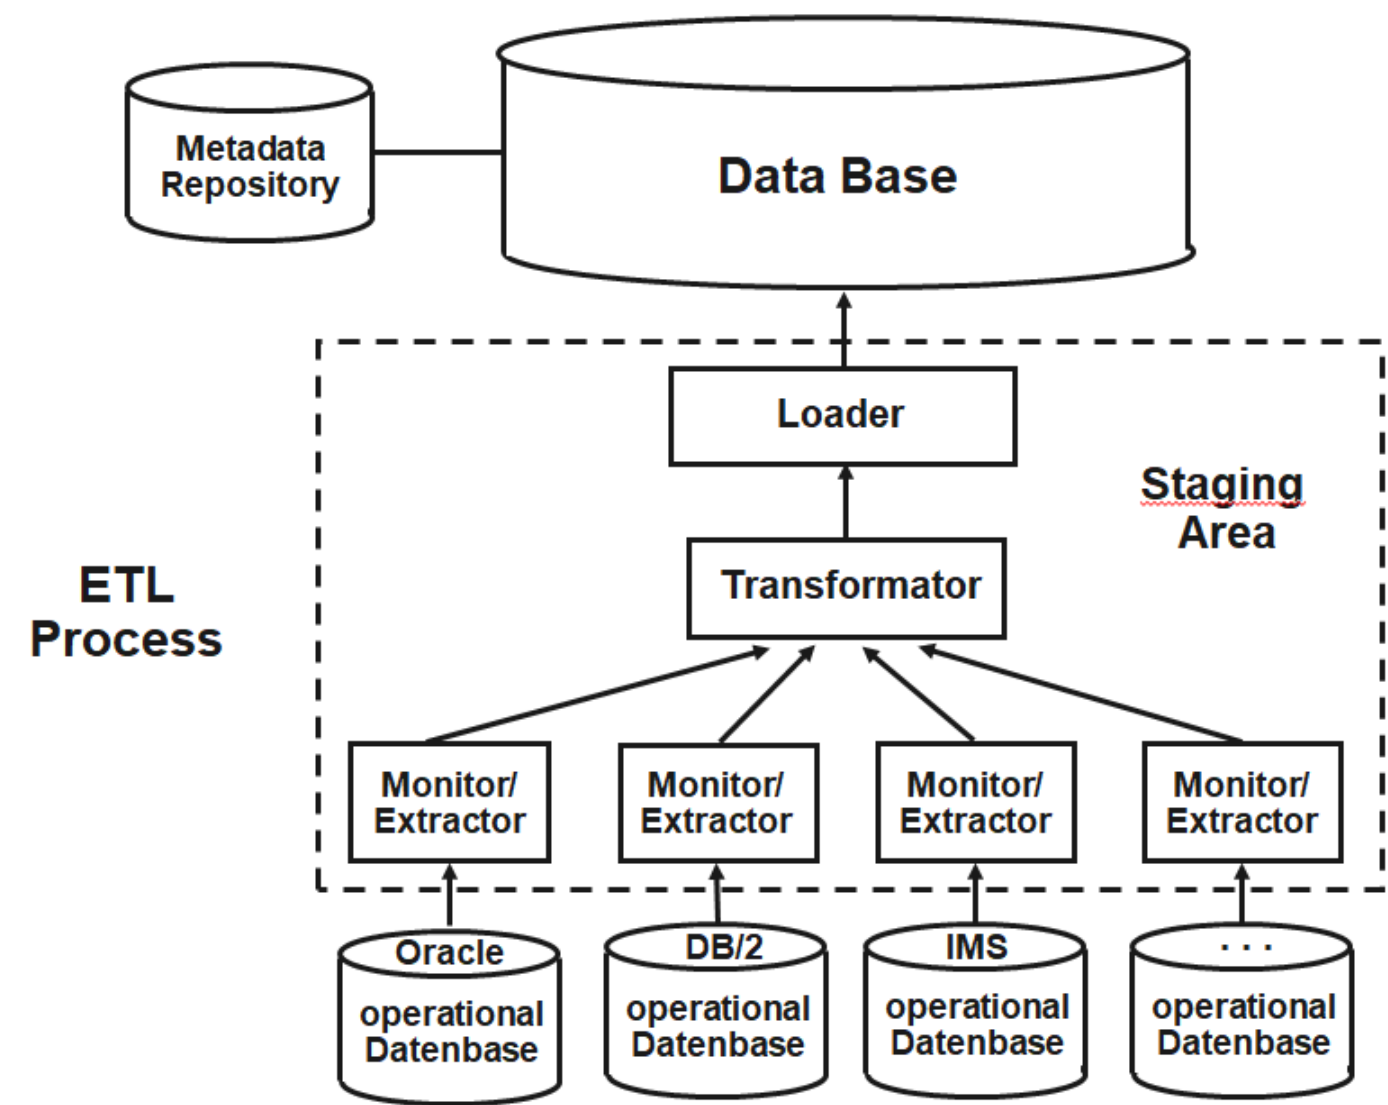 Metadata
Repository
Data Base
Loader
Staging
Area
ETL
Process
Transformator
Monitor/
Extractor
Monitor/
Extractor
Monitor/
Extractor
Monitor/
Extractor
Oracle
operational
Datenbase
DB/2
operational
Datenbase
IMS
operational
Datenbase
. . .
operational
Datenbase